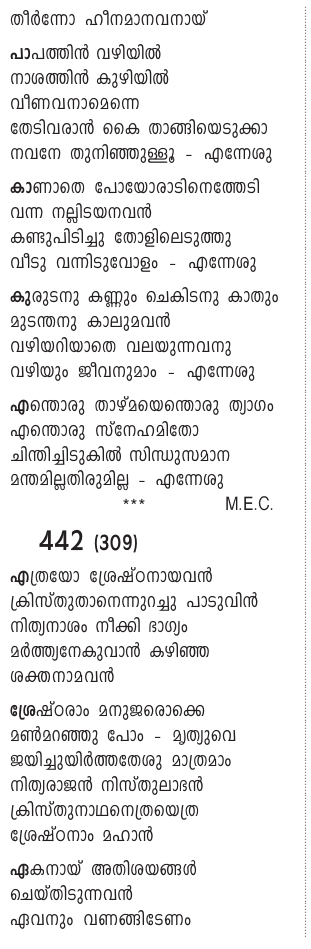 തീർന്നോ ഹീനമാനവനായ്
പാപത്തിൻ വഴിയിൽ
നാശത്തിൻ കുഴിയിൽ
വീണവനാമെന്നെ
തേടിവരാൻ കൈ താങ്ങിയെടുക്കാ
നവനേ തുനിഞ്ഞുള്ളൂ - എന്നേശു
കാണാതെ പോയോരാടിനെത്തേടി
വന്ന നല്ലിടയനവൻ
കണ്ടുപിടിച്ചു തോളിലെടുത്തു
വീടു വന്നിടുവോളം - എന്നേശു
കുരുടനു കണ്ണും ചെകിടനു കാതും
മുടന്തനു കാലുമവൻ
വഴിയറിയാതെ വലയുന്നവനു
വഴിയും ജീവനുമാം - എന്നേശു
എന്തൊരു താഴ്മയെന്തൊരു ത്യാഗം
എന്തൊരു സ്നേഹമിതോ
ചിന്തിച്ചിടുകിൽ സിന്ധുസമാന
മന്തമില്ലതിരുമില്ല - എന്നേശു
*** M.E.C.
442 (309)
എത്രയോ ശ്രേഷ്ഠനായവൻ
ക്രിസ്തുതാനെന്നുറച്ചു പാടുവിൻ
നിത്യനാശം നീക്കി ഭാഗ്യം
മർത്ത്യനേകുവാൻ കഴിഞ്ഞ
ശക്തനാമവൻ
ശ്രേഷ്ഠരാം മനുജരൊക്കെ
മൺമറഞ്ഞു പോം - മൃത്യുവെ
ജയിച്ചുയിർത്തതേശു മാത്രമാം
നിത്യരാജൻ നിസ്തുലാഭൻ
ക്രിസ്തുനാഥനെത്രയെത്ര
ശ്രേഷ്ഠനാം മഹാൻ
ഏകനായ് അതിശയങ്ങൾ
ചെയ്തിടുന്നവൻ
ഏവനും വണങ്ങിടേണം